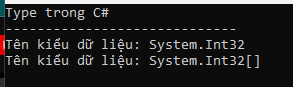 Type trong C#
-----------------------------
Tên kiểu dữ liệu: System.Int32
Tên kiểu dữ liệu: System.Int32[]